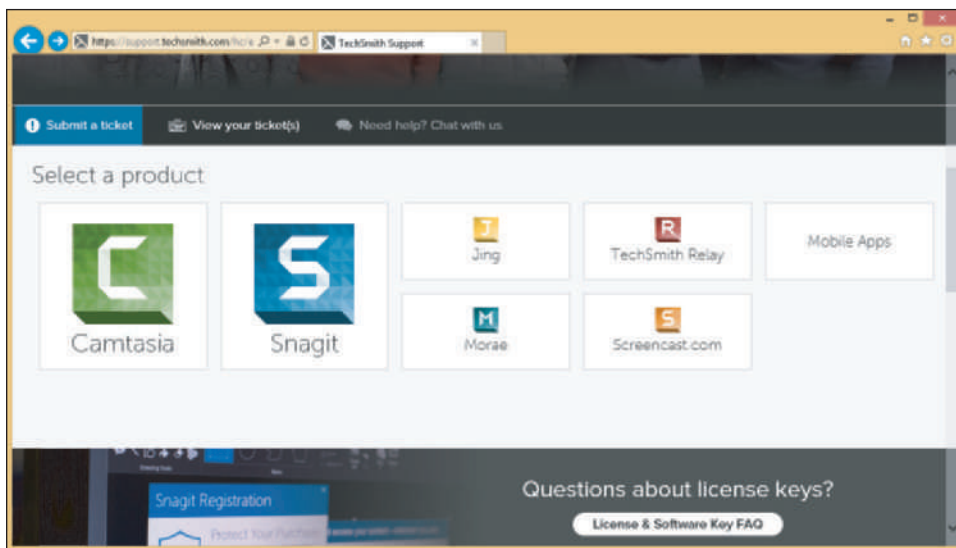 https://support.techsmith.com/hc/e
TechSmith Support
Submit a ticket
View your ticket(s)
Need help? Chat with us
Select a product
Camtasia
Snagit
Jing
TechSmith Relay
Mobile Apps
Morae
Screencast.com
Snagit Registration
Questions about license keys?
License & Software Key FAQ
Protect Your